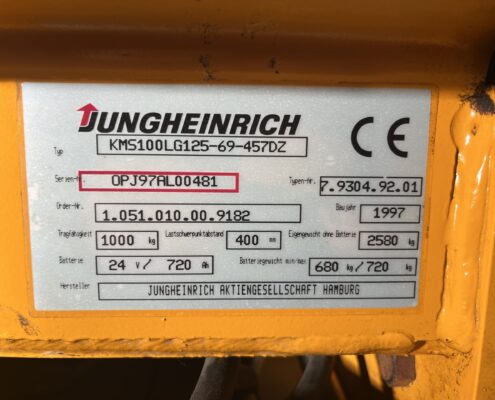 JUNGHEINRICH
CE
Typ KMS100LG125-69-457DZ
Serien-Nr. OPJ97AL00481 Typen-Nr. 7.9304.92.01
Order-Nr. 1.051.010.00.9182 Baujahr 1997
Tragfähigkeit 1000 kg Lastschwerpunktabstand 400 mm Eigengewicht ohne Batterie 2580 kg
Batterie 24 V/ 720 Ah Batteriegewicht min/max 680 kg/720 kg
Hersteller JUNGHEINRICH AKTIENGESELLSCHAFT HAMBURG